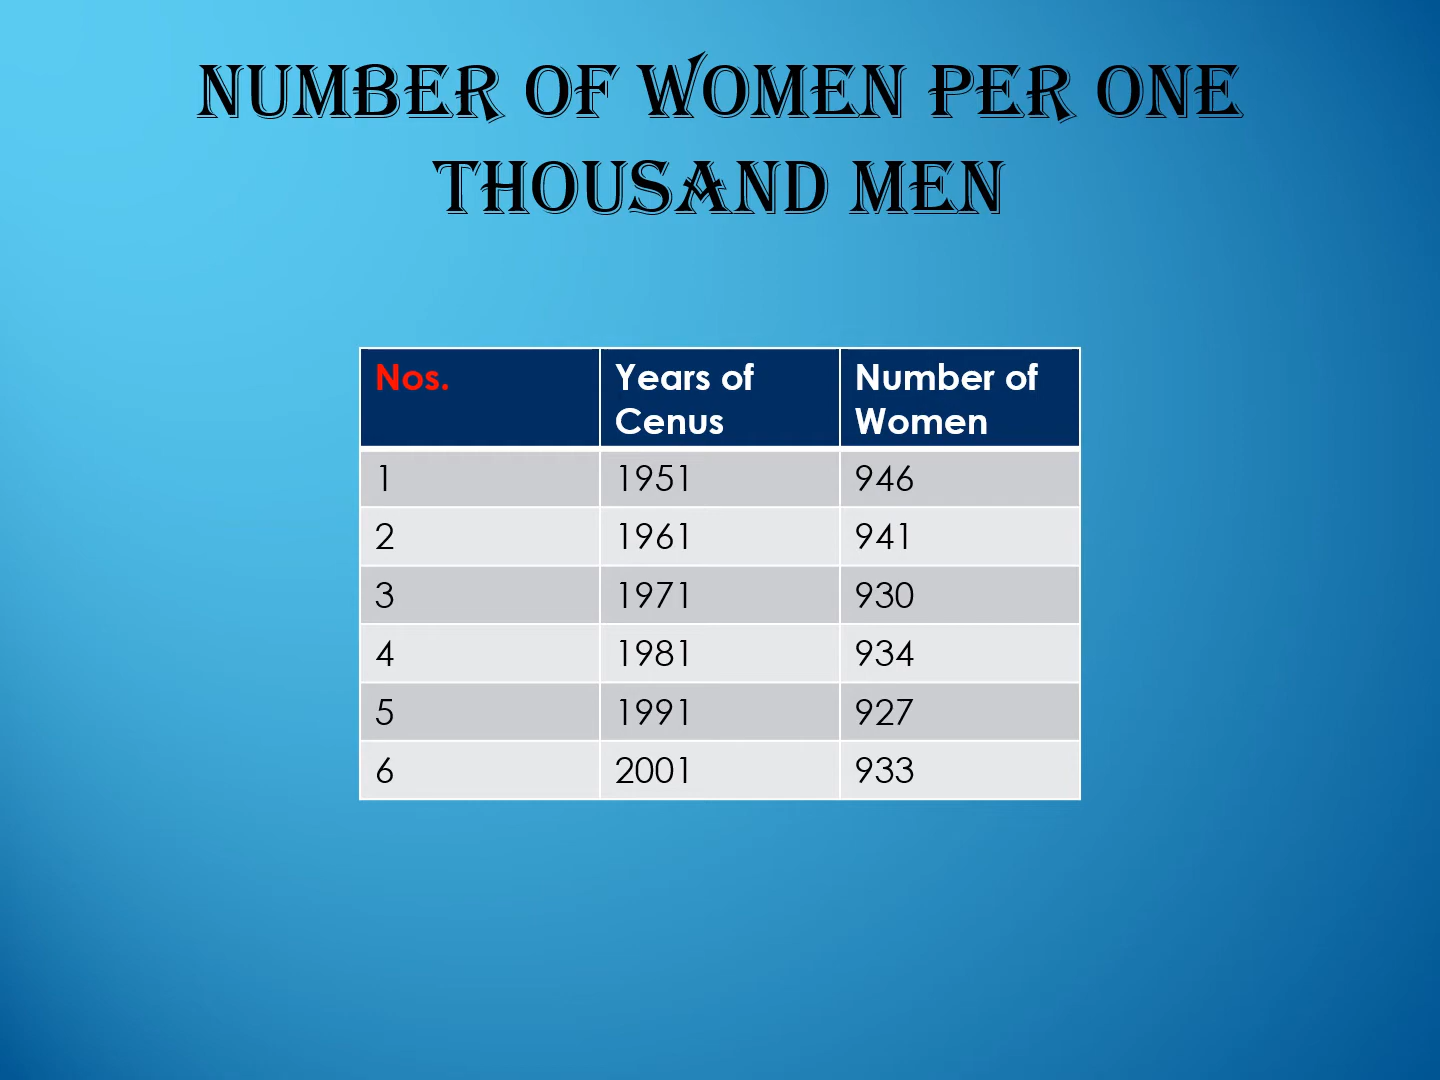 NUMBER OF WOMEN PER ONE
THOUSAND MEN
Nos. Years of Cenus Number of Women
1 1951 946
2 1961 941
3 1971 930
4 1981 934
5 1991 927
6 2001 933